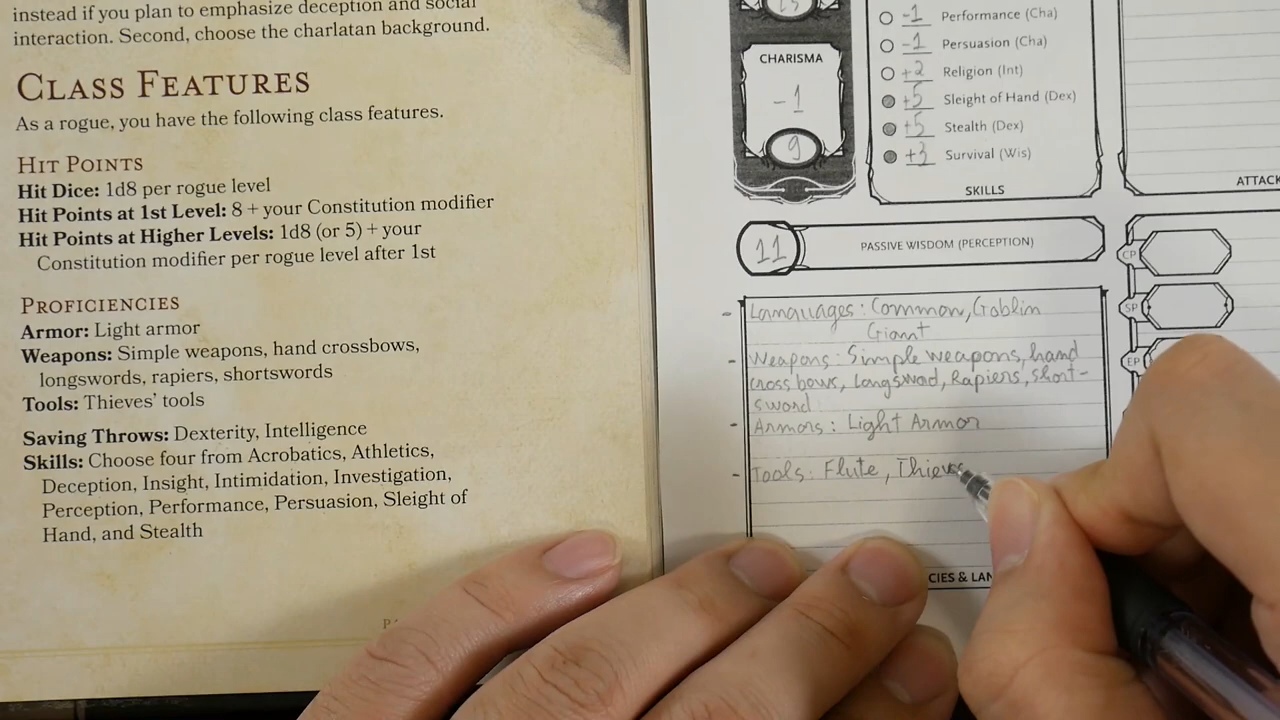 instead if you plan to emphasize deception and social
interaction. Second, choose the charlatan background.
CLASS FEATURES
As a rogue, you have the following class features.
HIT POINTS
Hit Dice: 1d8 per rogue level
Hit Points at 1st Level: 8 + your Constitution modifier
Hit Points at Higher Levels: 1d8 (or 5) + your
Constitution modifier per rogue level after 1st
PROFICIENCIES
Armor: Light armor
Weapons: Simple weapons, hand crossbows,
longswords, rapiers, shortswords
Tools: Thieves' tools
Saving Throws: Dexterity, Intelligence
Skills: Choose four from Acrobatics, Athletics,
Deception, Insight, Intimidation, Investigation,
Perception, Performance, Persuasion, Sleight of
Hand, and Stealth
CHARISMA
-1
9
-1 Performance (Cha)
-1 Persuasion (Cha)
+2 Religion (Int)
+5 Sleight of Hand (Dex)
+5 Stealth (Dex)
+3 Survival (Wis)
SKILLS
ATTACK
11 PASSIVE WISDOM (PERCEPTION)
- Languages: Common, Goblin
Giant
- Weapons: Simple weapons, hand
cross bows, Longsword, Rapiers, short-
sword
- Armors: Light Armor
- Tools: Flute, Thieves
CIES & LAN
CP
SP
EP